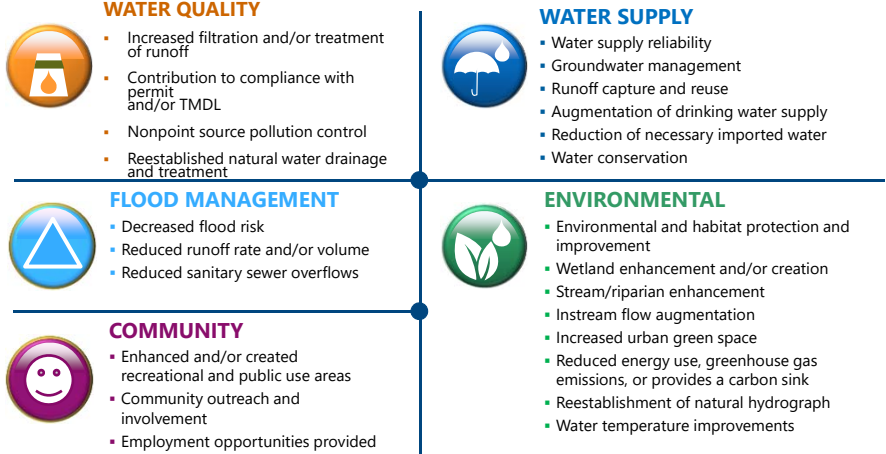 WATER QUALITY
▪ Increased filtration and/or treatment
of runoff
▪ Contribution to compliance with
permit
and/or TMDL
▪ Nonpoint source pollution control
▪ Reestablished natural water drainage
and treatment
WATER SUPPLY
▪ Water supply reliability
▪ Groundwater management
▪ Runoff capture and reuse
▪ Augmentation of drinking water supply
▪ Reduction of necessary imported water
▪ Water conservation
FLOOD MANAGEMENT
▪ Decreased flood risk
▪ Reduced runoff rate and/or volume
▪ Reduced sanitary sewer overflows
ENVIRONMENTAL
▪ Environmental and habitat protection and
improvement
▪ Wetland enhancement and/or creation
▪ Stream/riparian enhancement
▪ Instream flow augmentation
▪ Increased urban green space
▪ Reduced energy use, greenhouse gas
emissions, or provides a carbon sink
▪ Reestablishment of natural hydrograph
▪ Water temperature improvements
COMMUNITY
▪ Enhanced and/or created
recreational and public use areas
▪ Community outreach and
involvement
▪ Employment opportunities provided